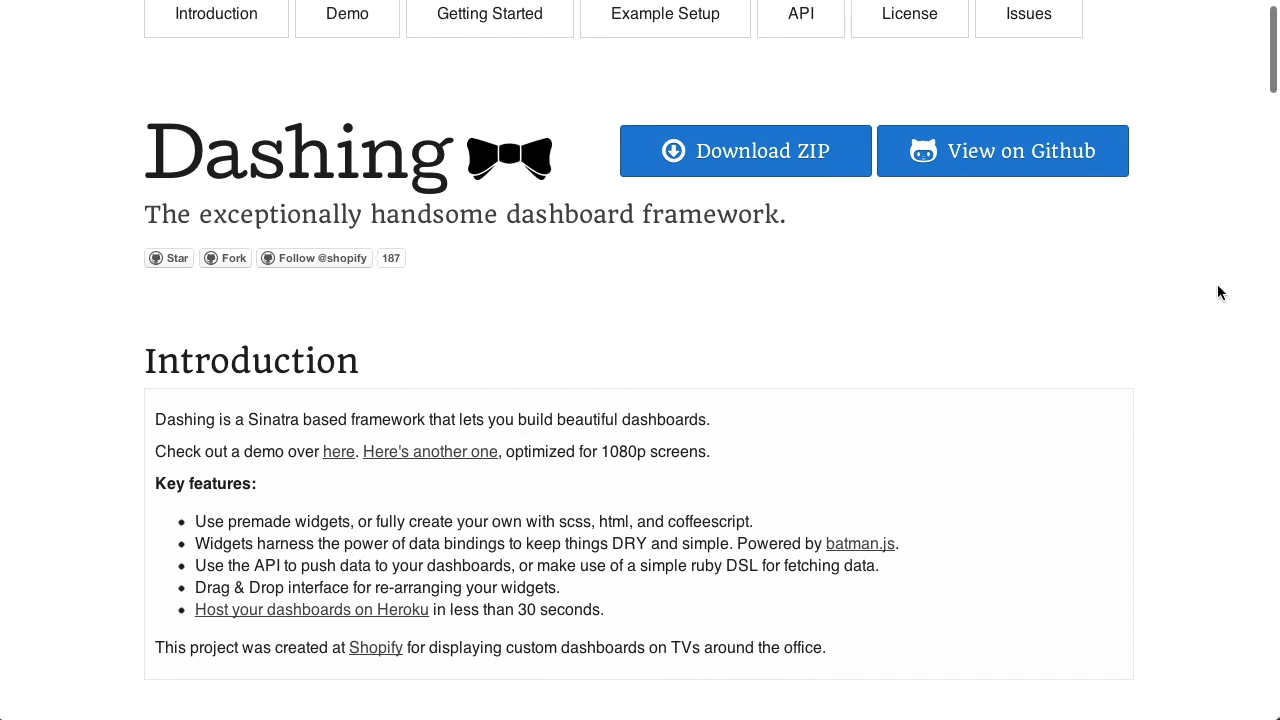 Introduction Demo Getting Started Example Setup API License Issues
Dashing Download ZIP View on Github
The exceptionally handsome dashboard framework.
Star Fork Follow @shopify 187
Introduction
Dashing is a Sinatra based framework that lets you build beautiful dashboards.
Check out a demo over here. Here's another one, optimized for 1080p screens.
Key features:
Use premade widgets, or fully create your own with scss, html, and coffeescript.
Widgets harness the power of data bindings to keep things DRY and simple. Powered by batman.js.
Use the API to push data to your dashboards, or make use of a simple ruby DSL for fetching data.
Drag & Drop interface for re-arranging your widgets.
Host your dashboards on Heroku in less than 30 seconds.
This project was created at Shopify for displaying custom dashboards on TVs around the office.